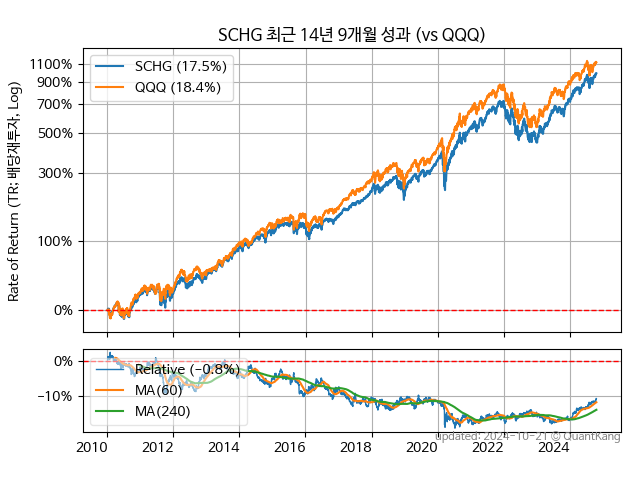 SCHG 최근 14년 9개월 성과 (vs QQQ)
Rate of Return (TR; 배당재투자, Log)
1100%
900%
700%
500%
300%
100%
0%
SCHG (17.5%)
QQQ (18.4%)
0%
−10%
Relative (−0.8%)
MA(60)
MA(240)
2010 2012 2014 2016 2018 2020 2022 2024
Updated: 2024-10-21 © QuantKang